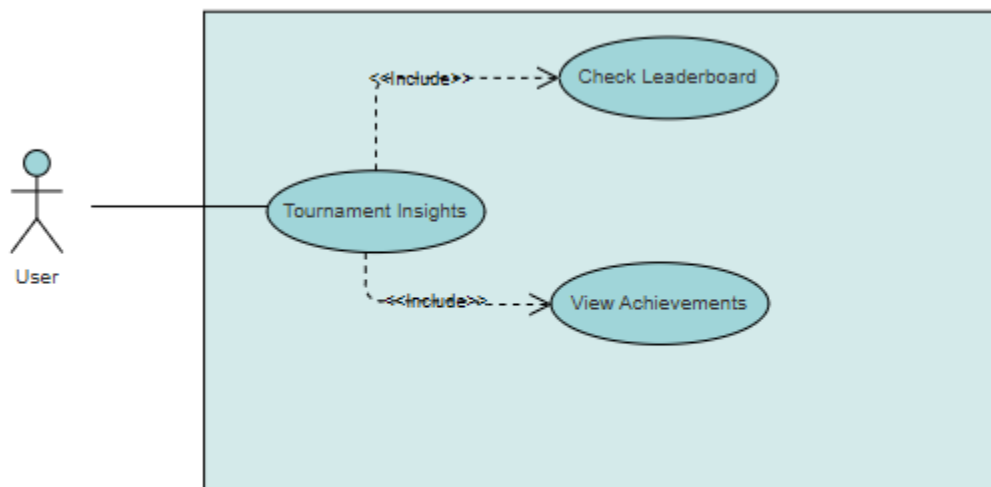 Check Leaderboard
<<Include>>
Tournament Insights
User
<<Include>>
View Achievements